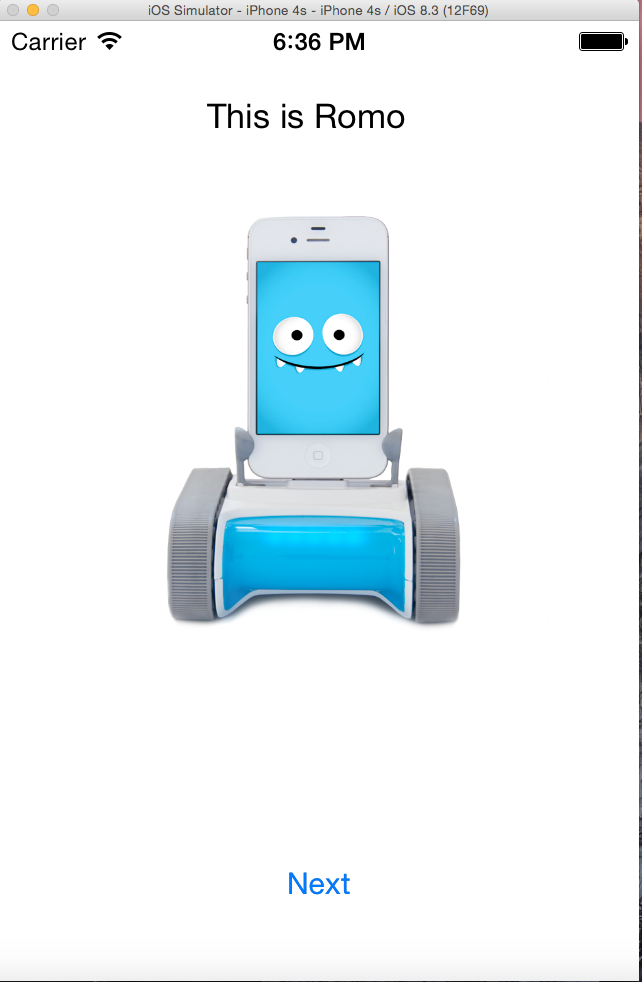 iOS Simulator - iPhone 4s - iPhone 4s / iOS 8.3 (12F69)
Carrier 6:36 PM
This is Romo
Next